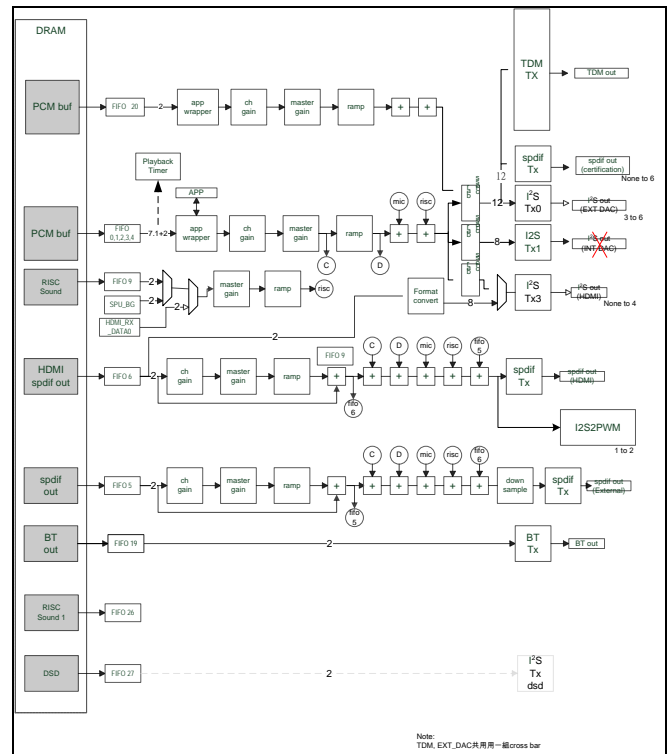 DRAM
TDM
TX
TDM out
PCM buf
FIFO 20
2
app
wrapper
ch
gain
master
gain
ramp
+
+
Playback
Timer
12
spdif
Tx
spdif out
(certification)
None to 6
APP
mic
risc
PCM buf
FIFO
0,1,2,3,4
7.1+2
app
wrapper
ch
gain
master
gain
ramp
+
+
12
I²S
Tx0
I²S out
(EXT DAC)
3 to 6
8
I2S
Tx1
I²S out
(INT DAC)
C
D
RISC
Sound
FIFO 9
2
SPU_BG
2
HDMI_RX
_DATA0
2
master
gain
ramp
risc
Format
convert
8
I²S
Tx3
I²S out
(HDMI)
None to 4
2
FIFO 9
C
D
mic
risc
fifo
5
HDMI
spdif out
FIFO 6
2
ch
gain
master
gain
ramp
+
+
+
+
+
+
spdif
Tx
spdif out
(HDMI)
fifo
6
I2S2PWM
1 to 2
C
D
mic
risc
fifo
6
spdif
out
FIFO 5
2
ch
gain
master
gain
ramp
+
+
+
+
+
+
down
sample
spdif
Tx
spdif out
(External)
fifo
5
BT
out
FIFO 19
2
BT
Tx
BT out
RISC
Sound 1
FIFO 26
DSD
FIFO 27
2
I²S
Tx
dsd
Note:
TDM, EXT_DAC共用用一組cross bar